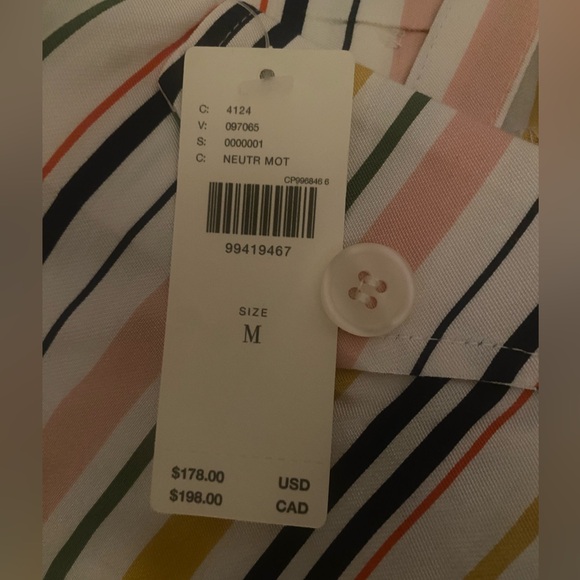 C: 4124
V: 097065
S: 0000001
C: NEUTR MOT
CP996846 6
99419467
SIZE
M
$178.00 USD
$198.00 CAD